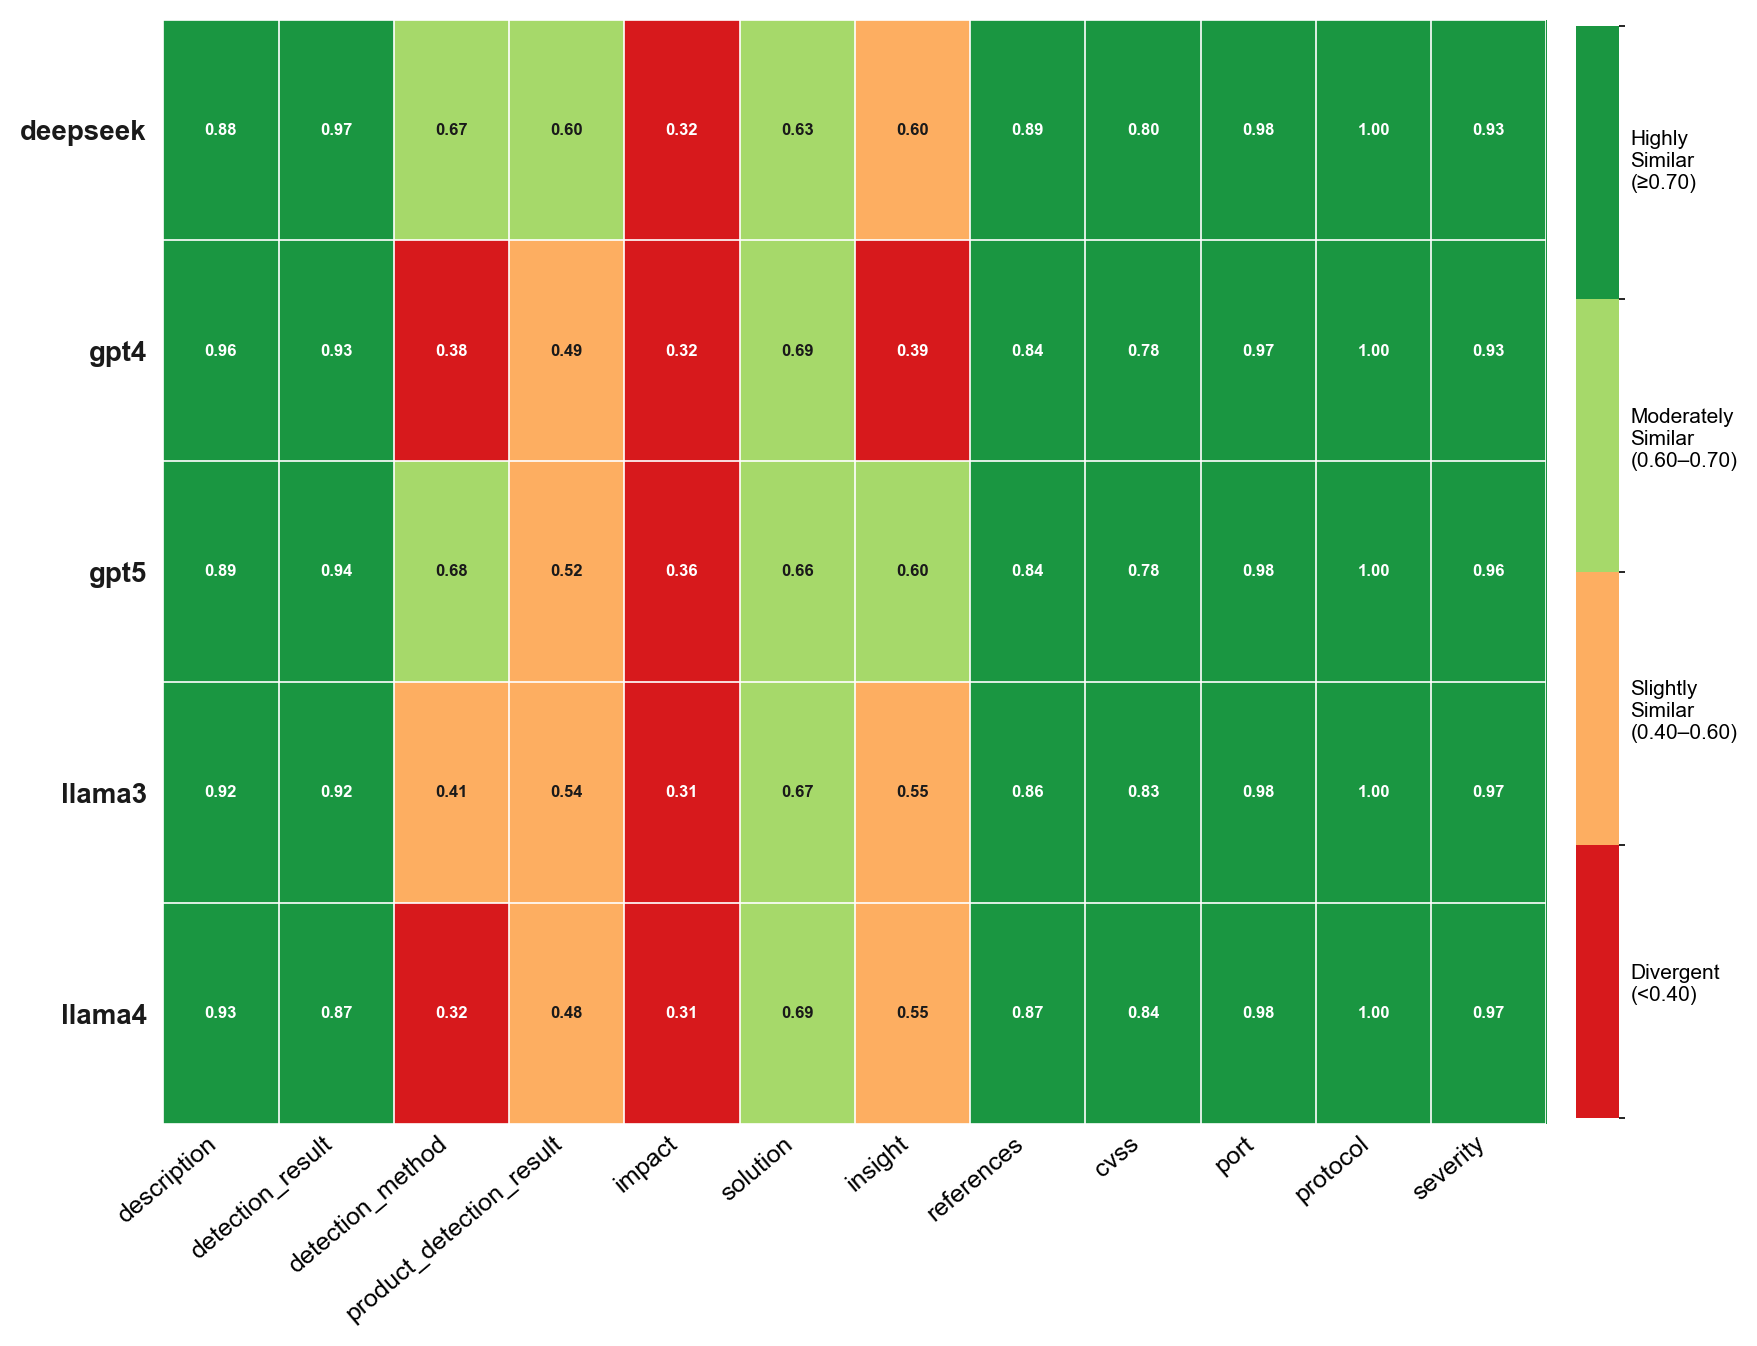 deepseek
0.88 0.97 0.67 0.60 0.32 0.63 0.60 0.89 0.80 0.98 1.00 0.93
gpt4
0.96 0.93 0.38 0.49 0.32 0.69 0.39 0.84 0.78 0.97 1.00 0.93
gpt5
0.89 0.94 0.68 0.52 0.36 0.66 0.60 0.84 0.78 0.98 1.00 0.96
llama3
0.92 0.92 0.41 0.54 0.31 0.67 0.55 0.86 0.83 0.98 1.00 0.97
llama4
0.93 0.87 0.32 0.48 0.31 0.69 0.55 0.87 0.84 0.98 1.00 0.97
description
detection_result
detection_method
product_detection_result
impact
solution
insight
references
cvss
port
protocol
severity
Highly
Similar
(≥0.70)
Moderately
Similar
(0.60–0.70)
Slightly
Similar
(0.40–0.60)
Divergent
(<0.40)